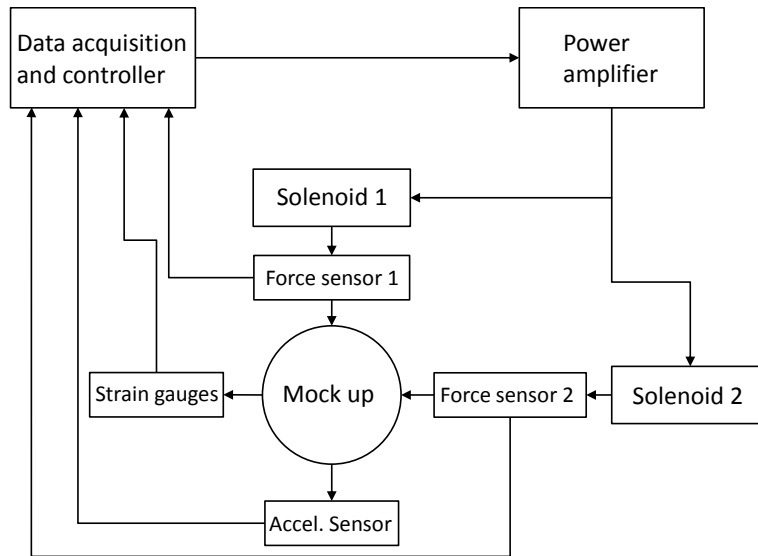 Data acquisition
and controller
Power
amplifier
Solenoid 1
Force sensor 1
Strain gauges
Mock up
Force sensor 2
Solenoid 2
Accel. Sensor